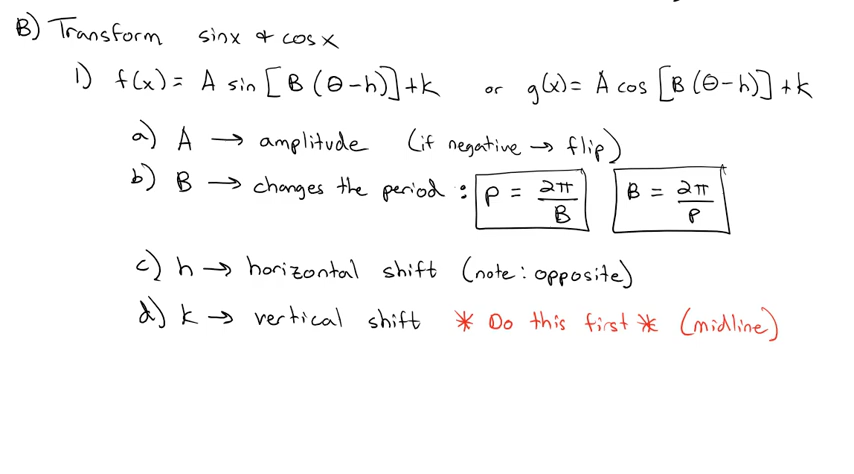 B) Transform sinx & cosx
1) f(x) = A sin [B (θ-h)] + k or g(x) = A cos [B (θ-h)] + k
a) A → amplitude (if negative → flip)
b) B → changes the period : P = 2π/B B = 2π/P
c) h → horizontal shift (note: opposite)
d) k → vertical shift * Do this first * (midline)